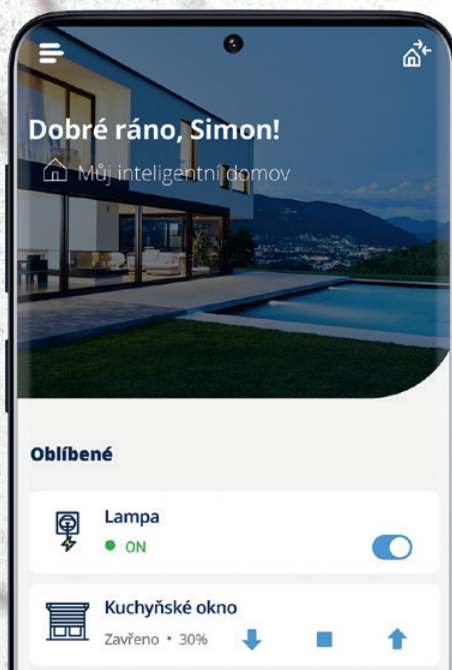 Dobré ráno, Simon!
Můj inteligentní domov
Oblíbené
Lampa
ON
Kuchyňské okno
Zavřeno • 30%